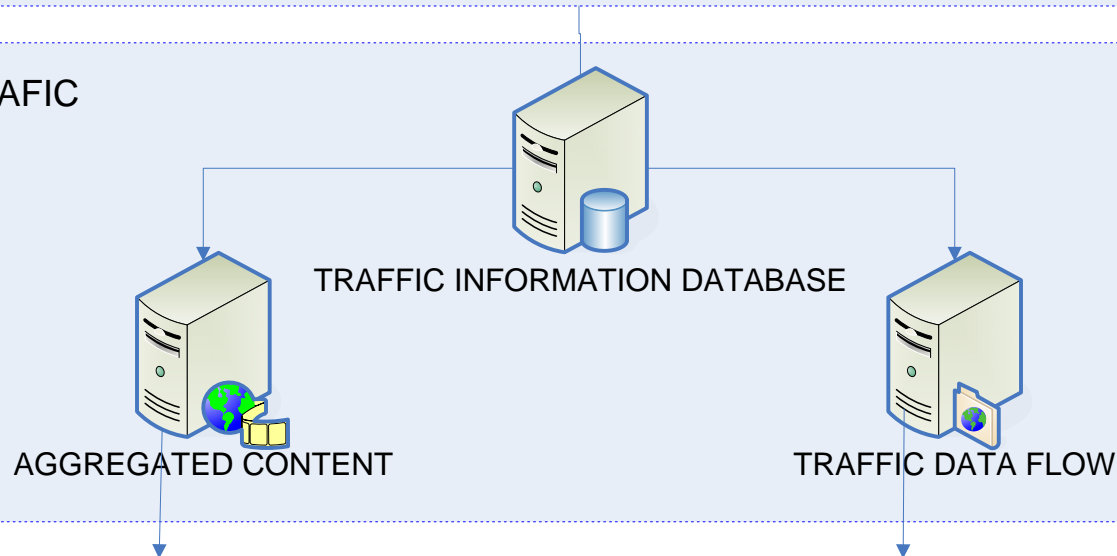 AFIC
TRAFFIC INFORMATION DATABASE
AGGREGATED CONTENT
TRAFFIC DATA FLOW